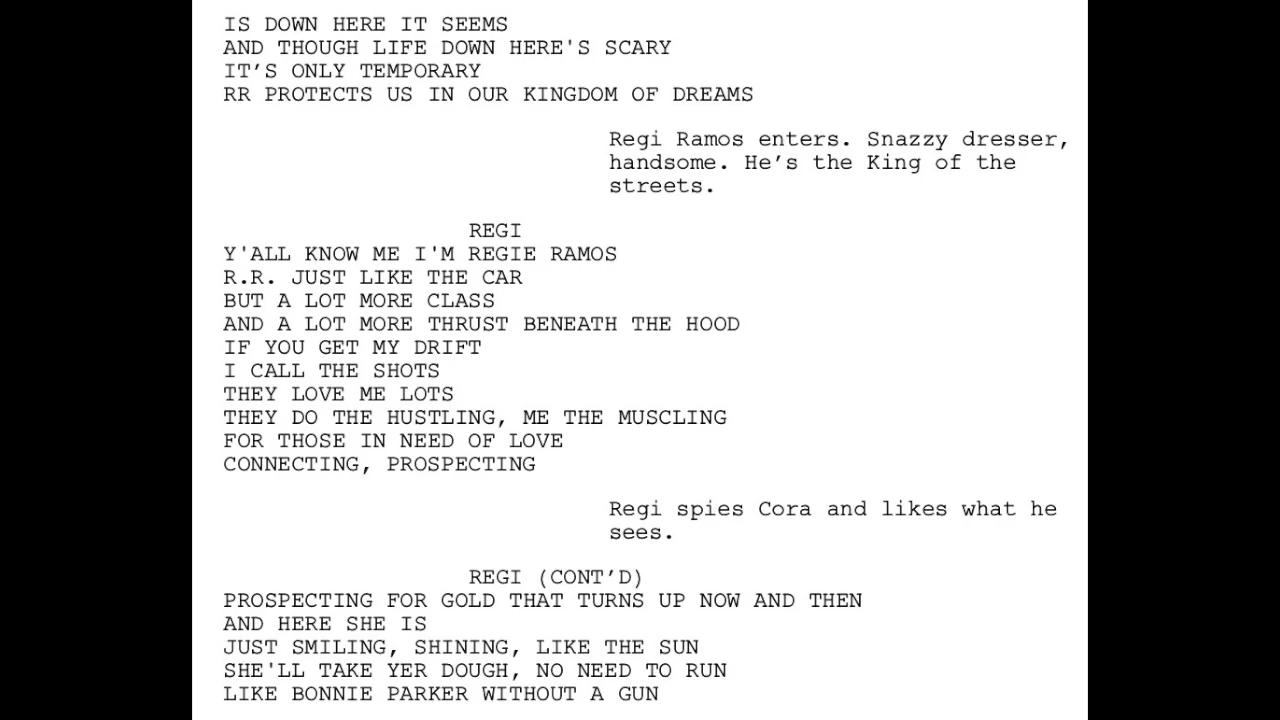 IS DOWN HERE IT SEEMS
AND THOUGH LIFE DOWN HERE'S SCARY
IT’S ONLY TEMPORARY
RR PROTECTS US IN OUR KINGDOM OF DREAMS
Regi Ramos enters. Snazzy dresser,
handsome. He’s the King of the
streets.
REGI
Y'ALL KNOW ME I'M REGIE RAMOS
R.R. JUST LIKE THE CAR
BUT A LOT MORE CLASS
AND A LOT MORE THRUST BENEATH THE HOOD
IF YOU GET MY DRIFT
I CALL THE SHOTS
THEY LOVE ME LOTS
THEY DO THE HUSTLING, ME THE MUSCLING
FOR THOSE IN NEED OF LOVE
CONNECTING, PROSPECTING
Regi spies Cora and likes what he
sees.
REGI (CONT’D)
PROSPECTING FOR GOLD THAT TURNS UP NOW AND THEN
AND HERE SHE IS
JUST SMILING, SHINING, LIKE THE SUN
SHE'LL TAKE YER DOUGH, NO NEED TO RUN
LIKE BONNIE PARKER WITHOUT A GUN